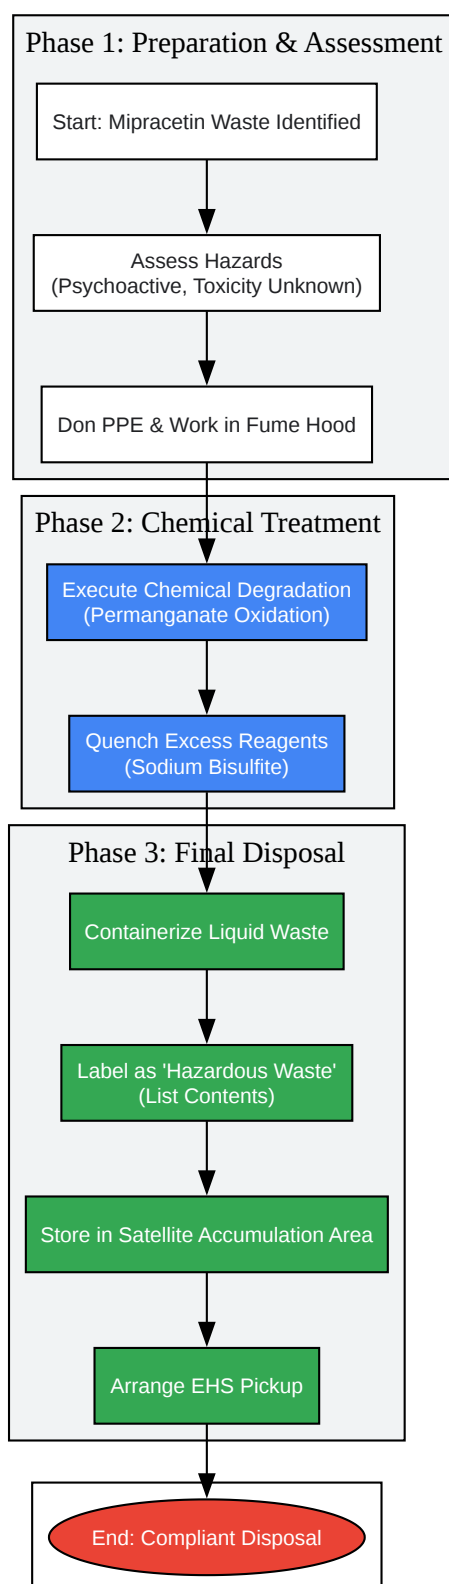 Phase 1: Preparation & Assessment
Start: Mipracetin Waste Identified
Assess Hazards
(Psychoactive, Toxicity Unknown)
Don PPE & Work in Fume Hood
Phase 2: Chemical Treatment
Execute Chemical Degradation
(Permanganate Oxidation)
Quench Excess Reagents
(Sodium Bisulfite)
Phase 3: Final Disposal
Containerize Liquid Waste
Label as 'Hazardous Waste'
(List Contents)
Store in Satellite Accumulation Area
Arrange EHS Pickup
End: Compliant Disposal